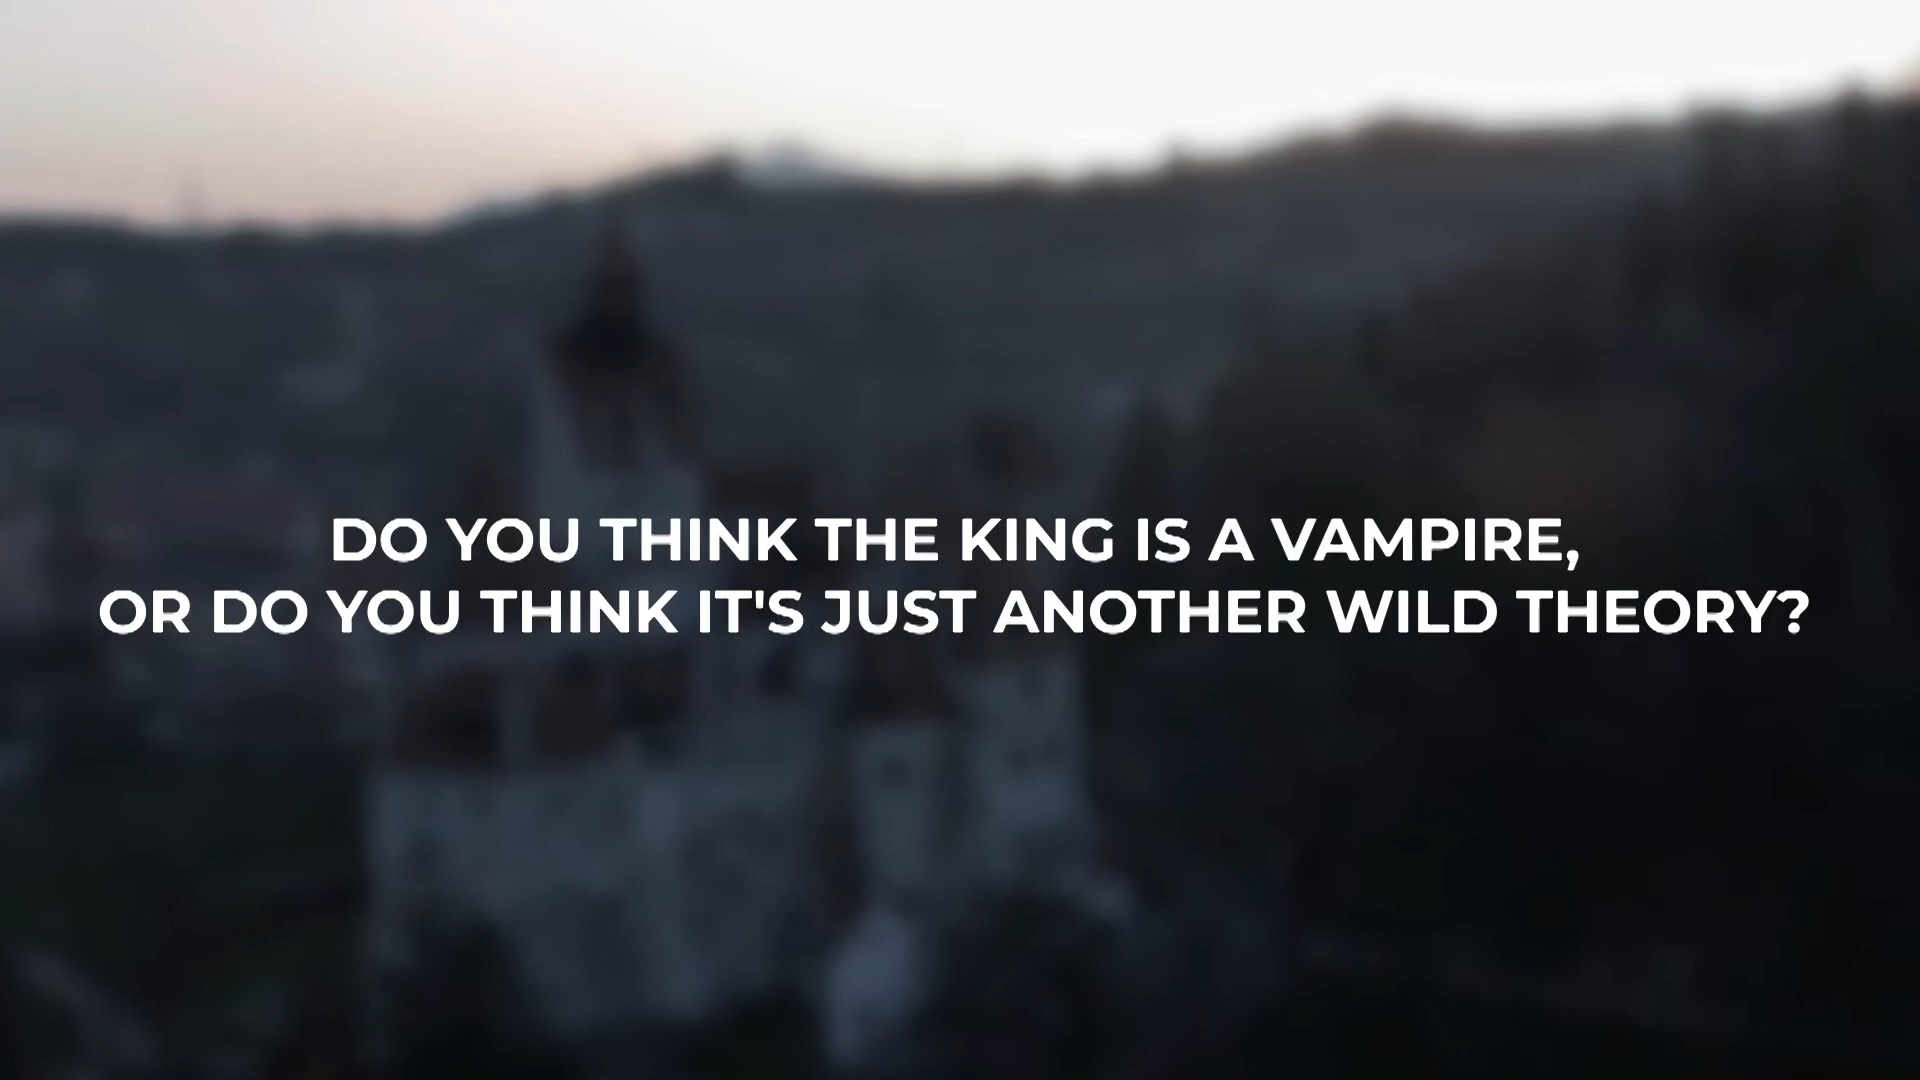 DO YOU THINK THE KING IS A VAMPIRE,
OR DO YOU THINK IT'S JUST ANOTHER WILD THEORY?